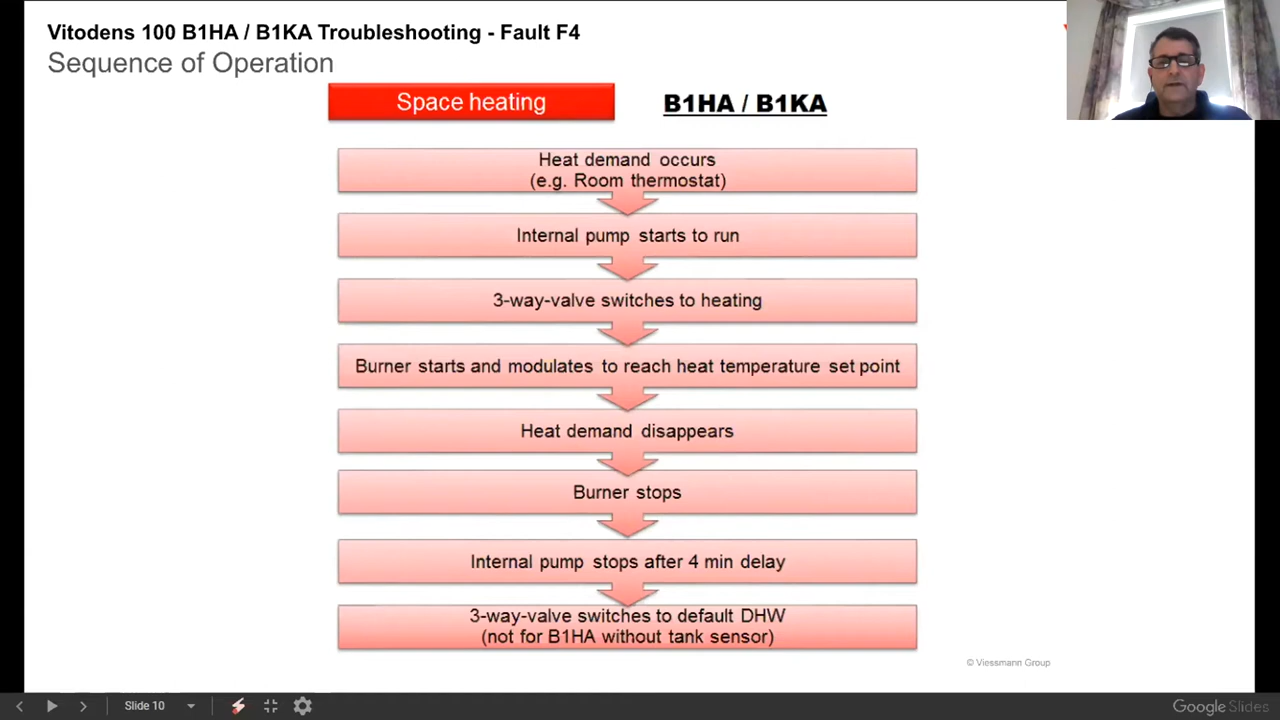 Vitodens 100 B1HA / B1KA Troubleshooting - Fault F4
Sequence of Operation
Space heating
B1HA / B1KA
Heat demand occurs
(e.g. Room thermostat)
Internal pump starts to run
3-way-valve switches to heating
Burner starts and modulates to reach heat temperature set point
Heat demand disappears
Burner stops
Internal pump stops after 4 min delay
3-way-valve switches to default DHW
(not for B1HA without tank sensor)
© Viessmann Group
Slide 10
Google Slides